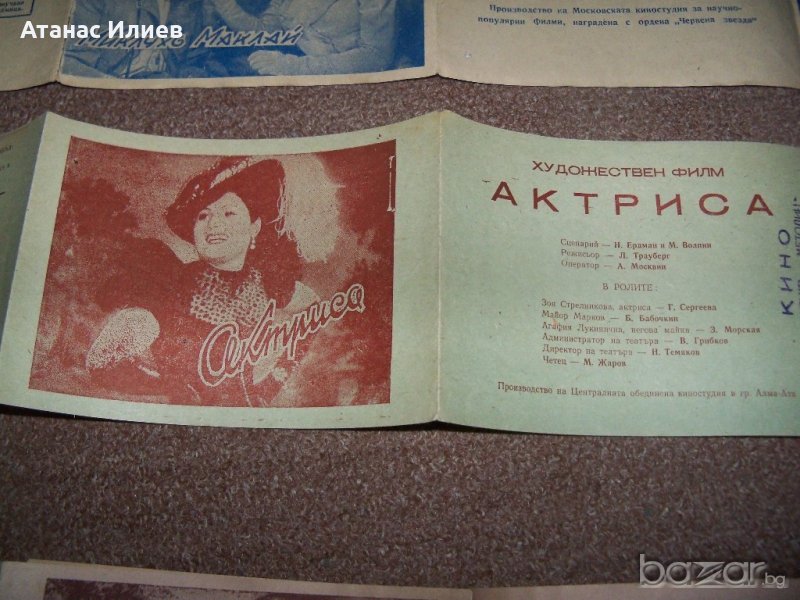 Атанас Илиев
Миклухо Маклай
Производство на Московската киностудия за научно-
популярни филми, наградена с ордена „Червена звезда"
Актриса
ХУДОЖЕСТВЕН ФИЛМ
АКТРИСА
Сценарий — Н. Ердман и М. Волпин
Режисьор — Л. Трауберг
Оператор — А. Москвин
В РОЛИТЕ:
Зоя Стрелникова, актриса — Г. Сергеева
Майор Марков — Б. Бабочкин
Агафия Лукинична, негова майка — З. Морская
Администратор на театъра — В. Грибков
Директор на театъра — Н. Темяков
Четец — М. Жаров
Производство на Централната обединена киностудия в гр. Алма-Ата
КИНО
bazar.bg